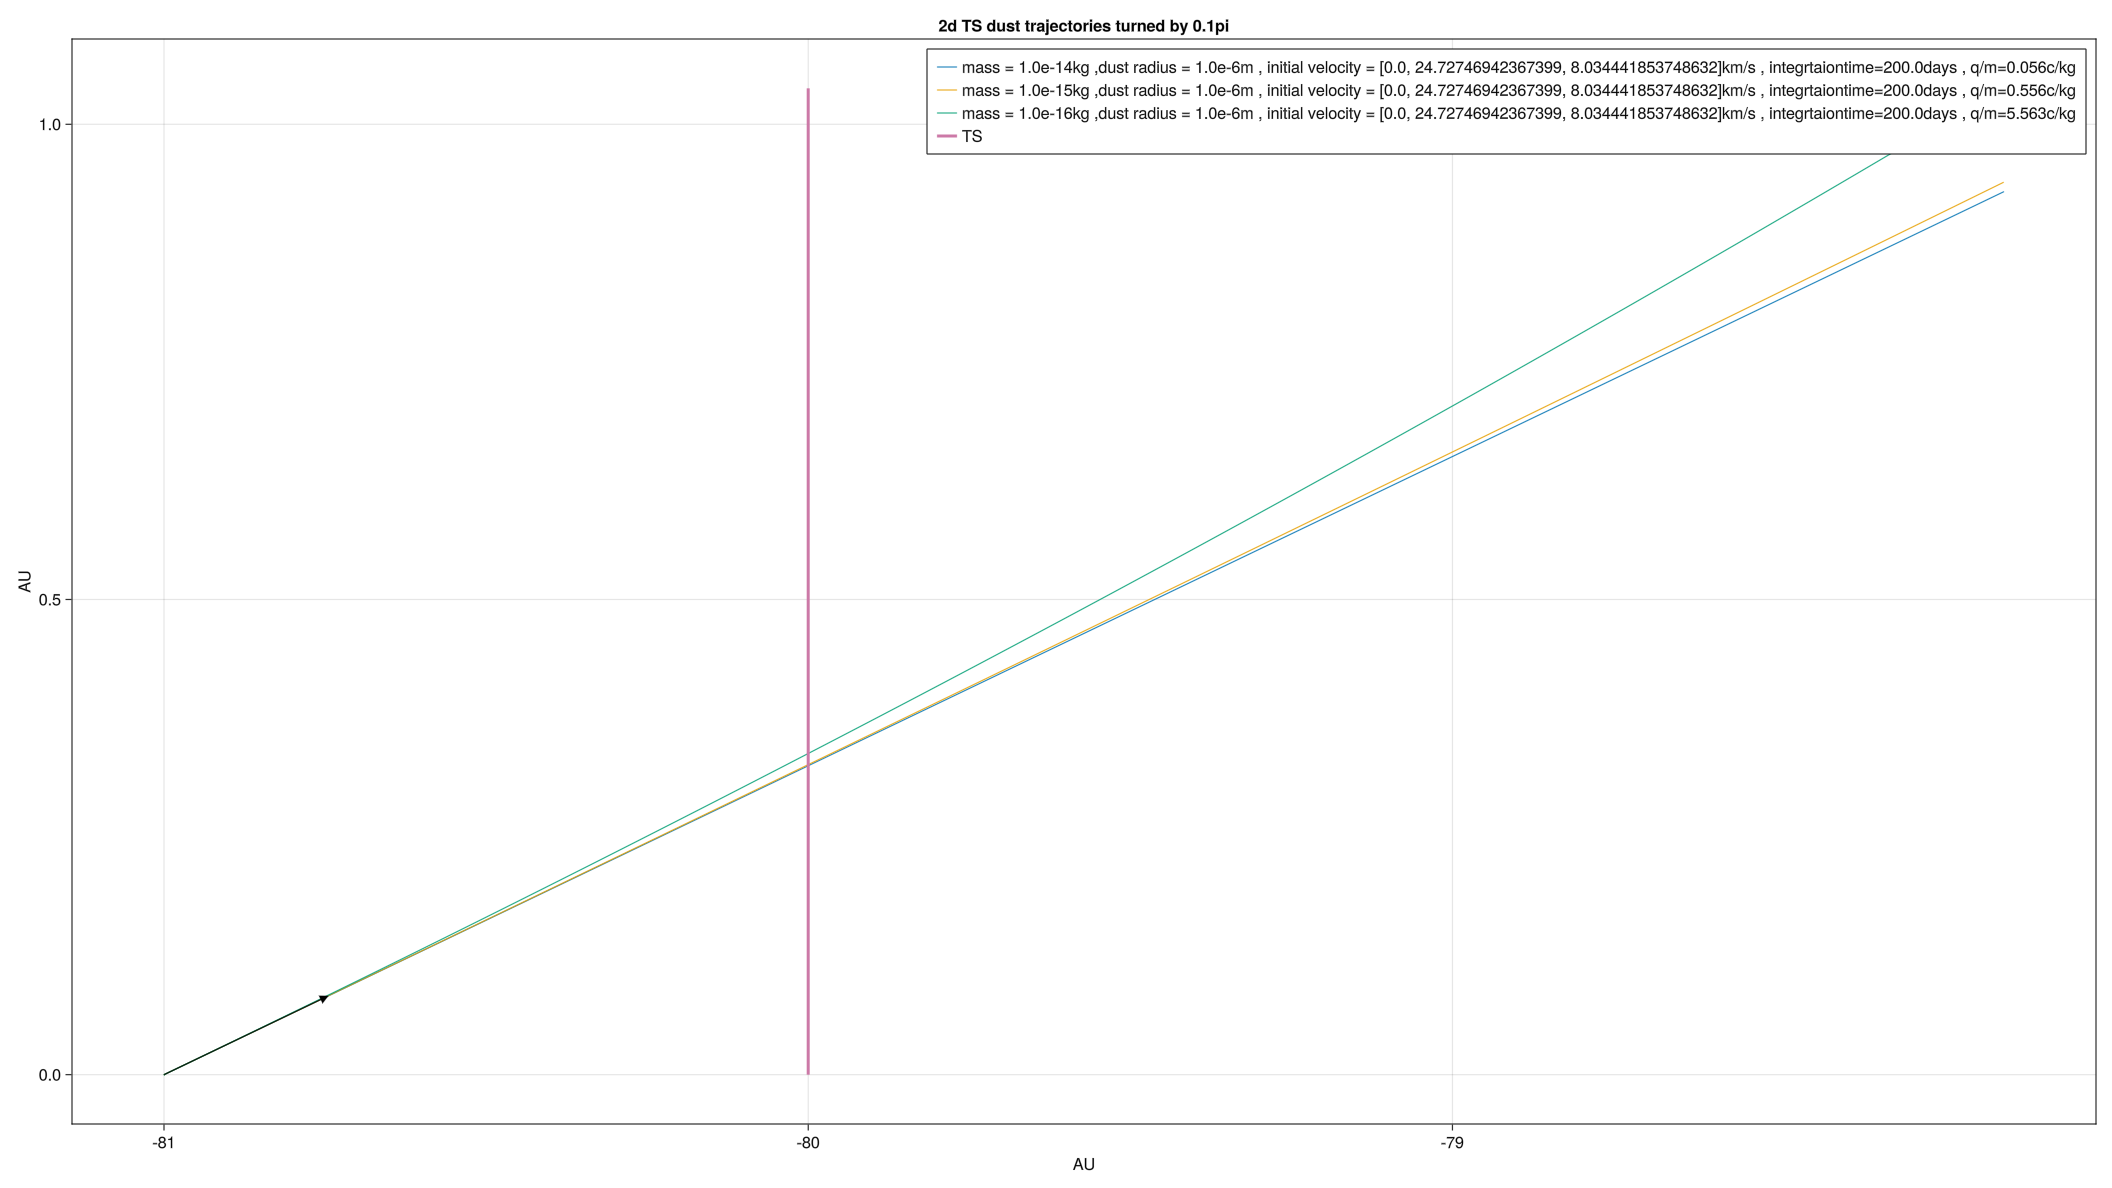 2d TS dust trajectories turned by 0.1pi
mass = 1.0e-14kg ,dust radius = 1.0e-6m , initial velocity = [0.0, 24.72746942367399, 8.034441853748632]km/s , integrtaiontime=200.0days , q/m=0.056c/kg
mass = 1.0e-15kg ,dust radius = 1.0e-6m , initial velocity = [0.0, 24.72746942367399, 8.034441853748632]km/s , integrtaiontime=200.0days , q/m=0.556c/kg
mass = 1.0e-16kg ,dust radius = 1.0e-6m , initial velocity = [0.0, 24.72746942367399, 8.034441853748632]km/s , integrtaiontime=200.0days , q/m=5.563c/kg
TS
1.0
0.5
0.0
AU
-81
-80
-79
AU